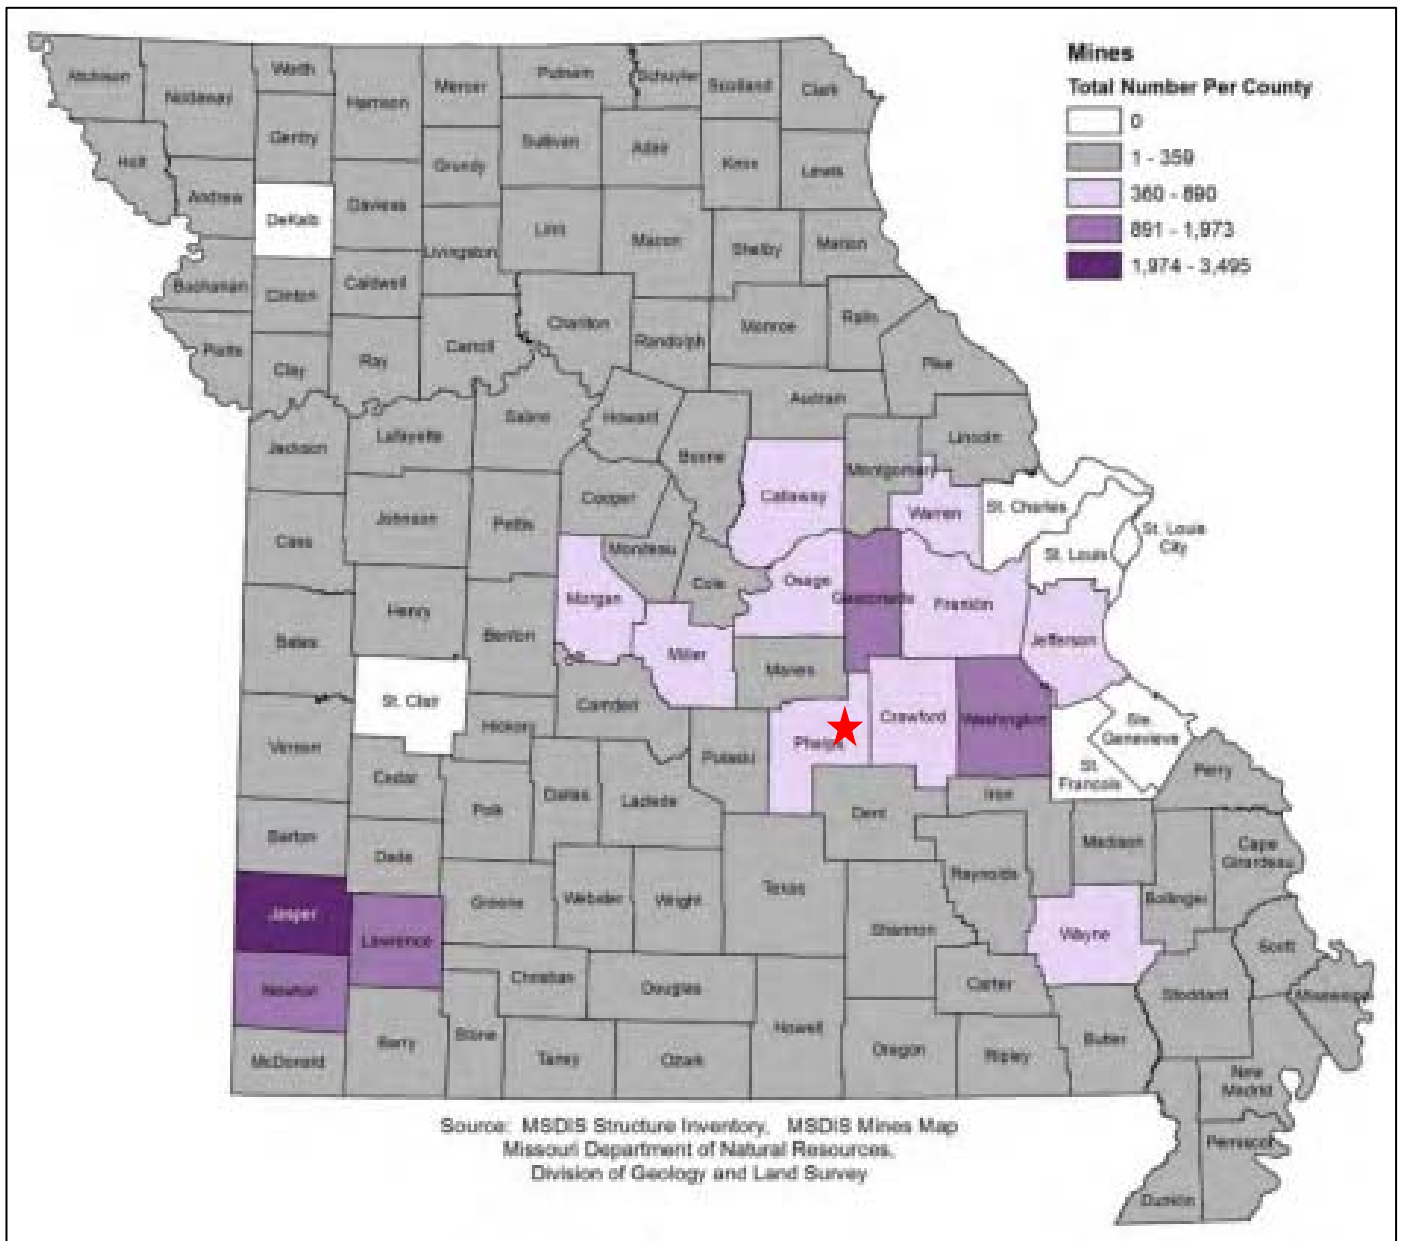 Mines
Total Number Per County
0
1 - 359
360 - 890
891 - 1,973
1,974 - 3,495
Atchison
Nodaway
Worth
Harrison
Mercer
Putnam
Schuyler
Scotland
Clark
Holt
Gentry
Sullivan
Adair
Knox
Lewis
Andrew
DeKalb
Daviess
Grundy
Linn
Macon
Shelby
Marion
Buchanan
Clinton
Caldwell
Livingston
Chariton
Randolph
Monroe
Ralls
Pike
Platte
Clay
Ray
Carroll
Audrain
Jackson
Lafayette
Saline
Howard
Boone
Callaway
Montgomery
Lincoln
Warren
St. Charles
St. Louis
St. Louis
City
Cass
Johnson
Pettis
Cooper
Moniteau
Cole
Osage
Gasconade
Franklin
Jefferson
Bates
Henry
Benton
Morgan
Miller
Maries
St. Clair
Hickory
Camden
Pulaski
Phelps
Crawford
Washington
Ste.
Genevieve
St.
Francois
Perry
Vernon
Cedar
Polk
Dallas
Laclede
Dent
Iron
Madison
Cape
Girardeau
Barton
Dade
Greene
Webster
Wright
Texas
Shannon
Reynolds
Bollinger
Wayne
Scott
Jasper
Lawrence
Christian
Douglas
Howell
Carter
Stoddard
Mississippi
Newton
McDonald
Barry
Stone
Taney
Ozark
Oregon
Ripley
Butler
New
Madrid
Pemiscot
Dunklin
Source: MSDIS Structure Inventory, MSDIS Mines Map
Missouri Department of Natural Resources,
Division of Geology and Land Survey